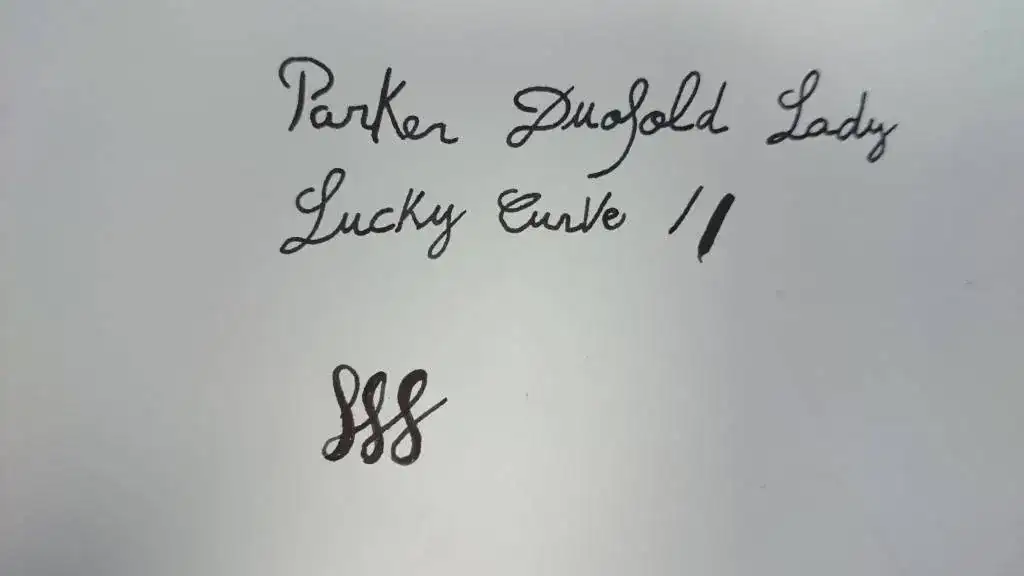 Parker Duofold Lady
Lucky Curve //